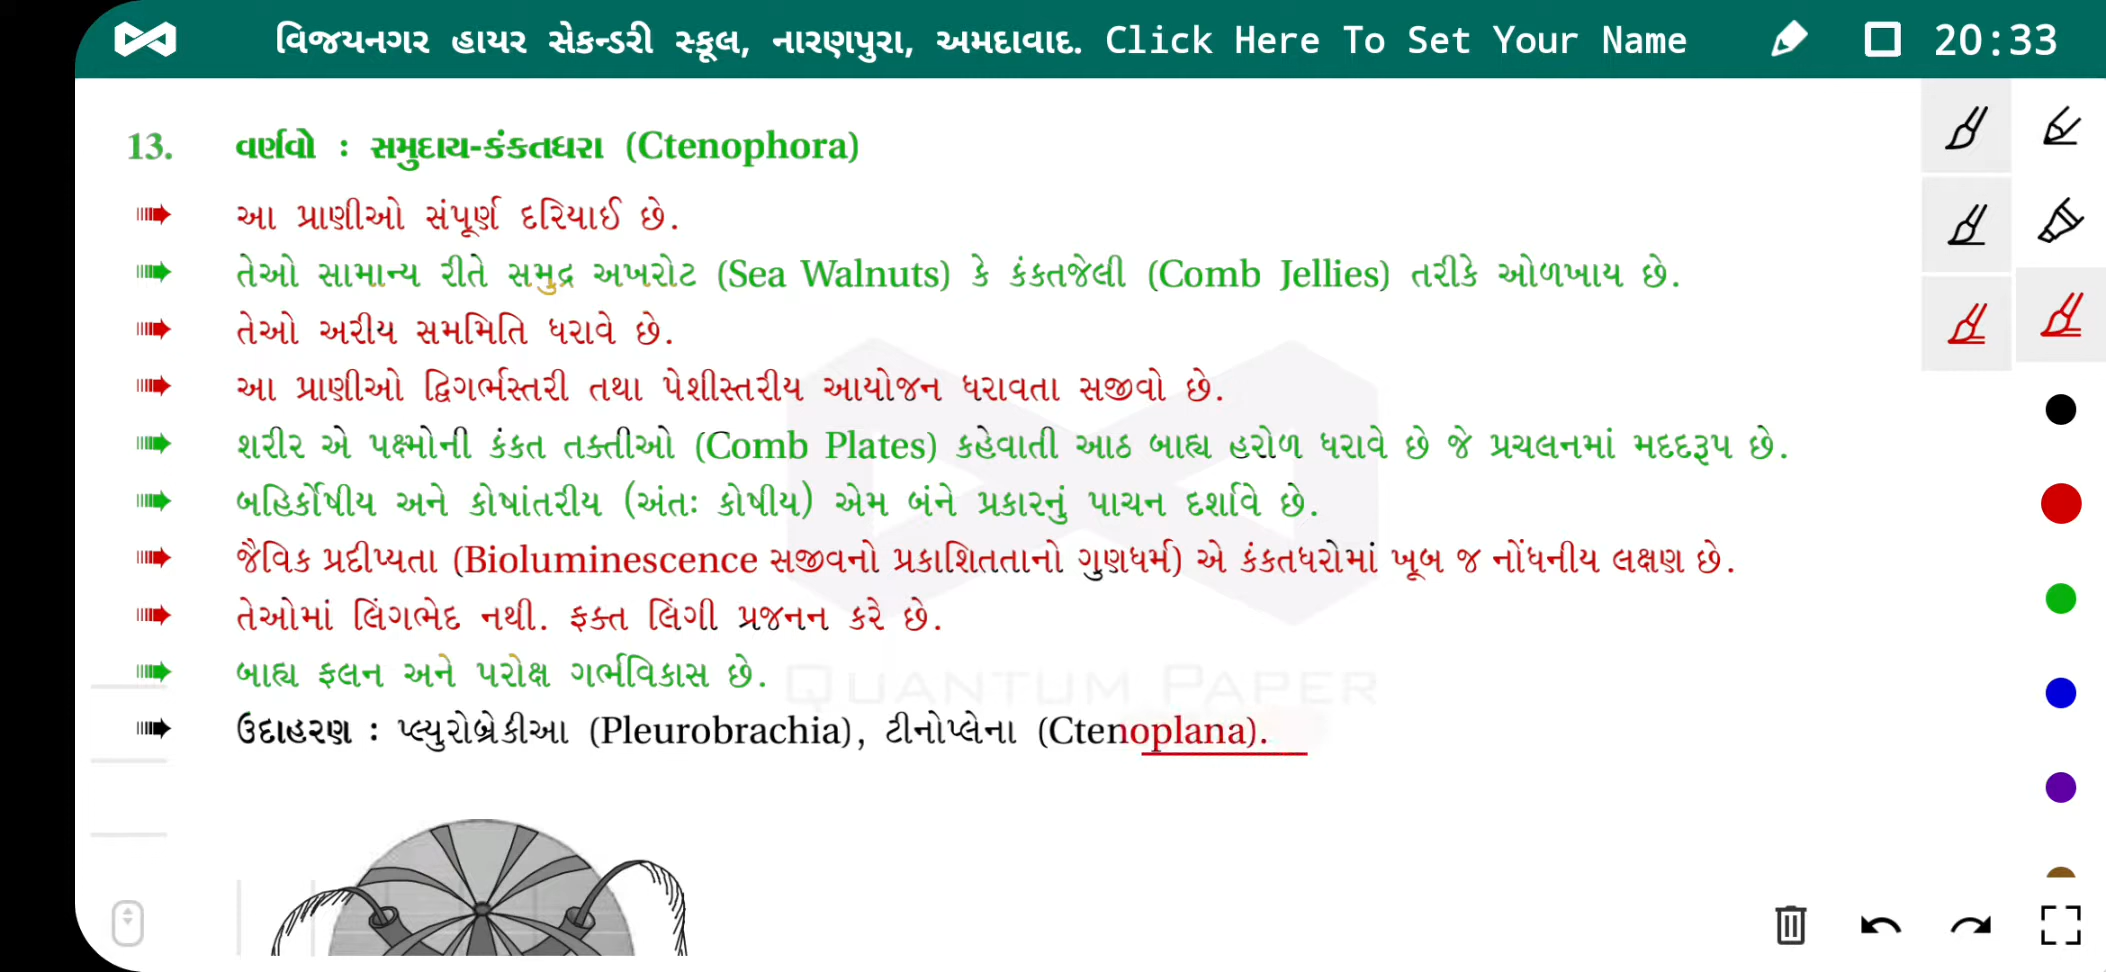 વિજયનગર હાયર સેકન્ડરી સ્કૂલ, નારણપુરા, અમદાવાદ. Click Here To Set Your Name 20:33
13. વર્ણવો : સમુદાય-કંકતધરા (Ctenophora)
આ પ્રાણીઓ સંપૂર્ણ દરિયાઈ છે.
તેઓ સામાન્ય રીતે સમુદ્ર અખરોટ (Sea Walnuts) કે કંકતજેલી (Comb Jellies) તરીકે ઓળખાય છે.
તેઓ અરીય સમમિતિ ધરાવે છે.
આ પ્રાણીઓ દ્વિગર્ભસ્તરી તથા પેશીસ્તરીય આયોજન ધરાવતા સજીવો છે.
શરીર એ પક્ષ્મોની કંકત તક્તીઓ (Comb Plates) કહેવાતી આઠ બાહ્ય હરોળ ધરાવે છે જે પ્રચલનમાં મદદરૂપ છે.
બહિર્કોષીય અને કોષાંતરીય (અંતઃ કોષીય) એમ બંને પ્રકારનું પાચન દર્શાવે છે.
જૈવિક પ્રદીપ્યતા (Bioluminescence સજીવનો પ્રકાશિતતાનો ગુણધર્મ) એ કંકતધરોમાં ખૂબ જ નોંધનીય લક્ષણ છે.
તેઓમાં લિંગભેદ નથી. ફક્ત લિંગી પ્રજનન કરે છે.
બાહ્ય ફલન અને પરોક્ષ ગર્ભવિકાસ છે.
QUANTUM PAPER
ઉદાહરણ : પ્લ્યુરોબ્રેકીઆ (Pleurobrachia), ટીનોપ્લેના (Ctenoplana).